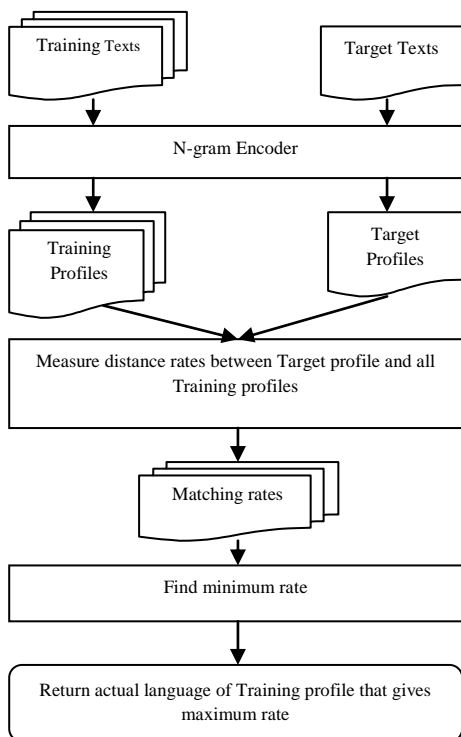 Training Texts
Target Texts
N-gram Encoder
Training
Profiles
Target
Profiles
Measure distance rates between Target profile and all
Training profiles
Matching rates
Find minimum rate
Return actual language of Training profile that gives
maximum rate